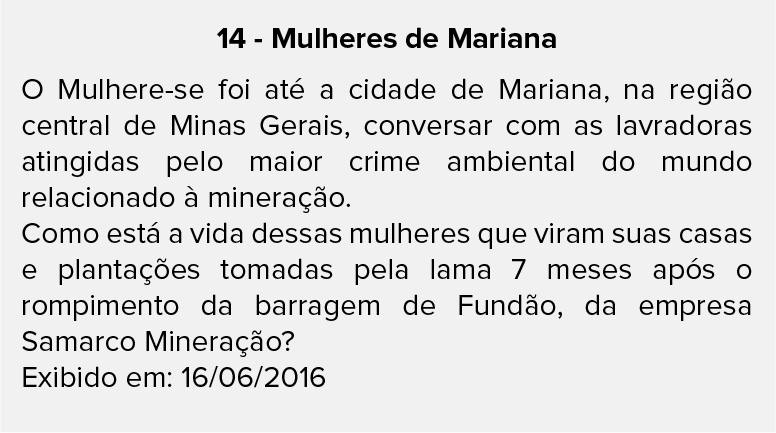 14 - Mulheres de Mariana
O Mulhere-se foi até a cidade de Mariana, na região
central de Minas Gerais, conversar com as lavradoras
atingidas pelo maior crime ambiental do mundo
relacionado à mineração.
Como está a vida dessas mulheres que viram suas casas
e plantações tomadas pela lama 7 meses após o
rompimento da barragem de Fundão, da empresa
Samarco Mineração?
Exibido em: 16/06/2016